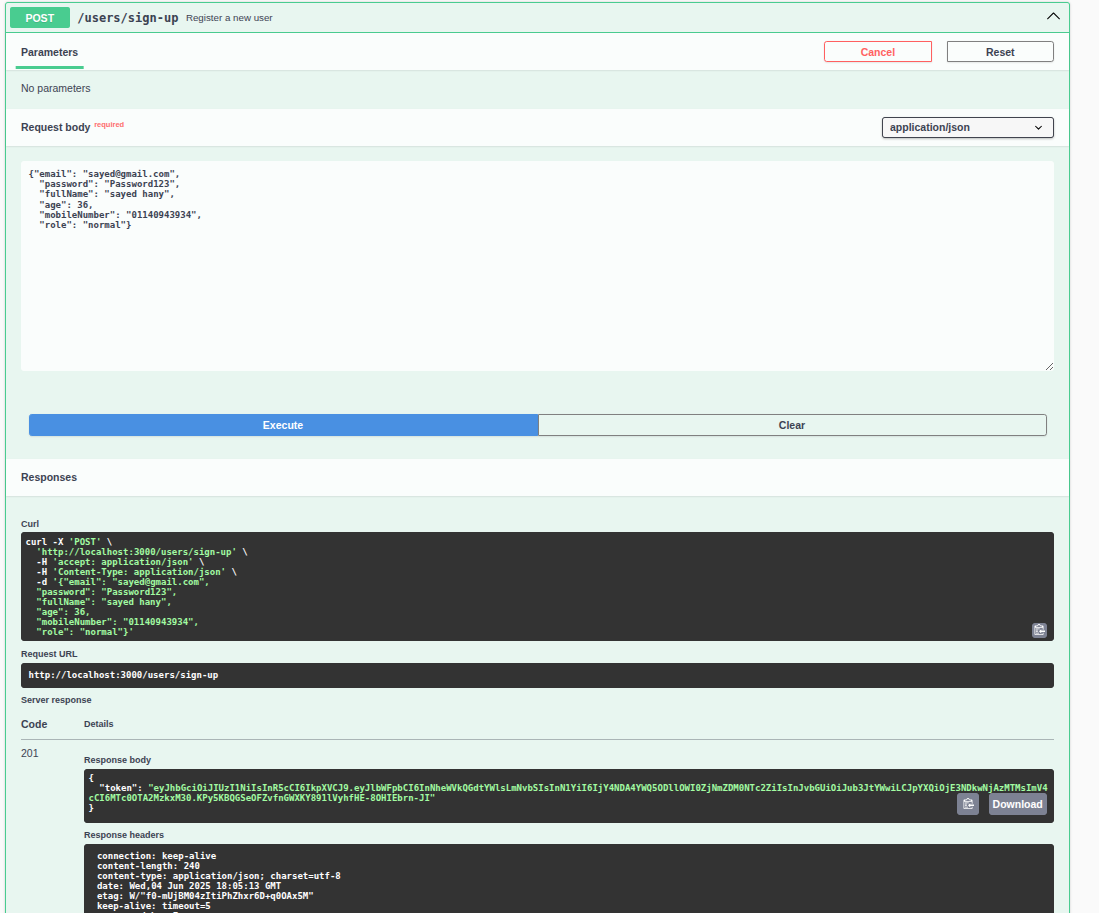 POST /users/sign-up Register a new user
Parameters
Cancel
Reset
No parameters
Request body required
application/json
{"email": "sayed@gmail.com",
"password": "Password123",
"fullName": "sayed hany",
"age": 36,
"mobileNumber": "01140943934",
"role": "normal"}
Execute
Clear
Responses
Curl
curl -X 'POST' \
'http://localhost:3000/users/sign-up' \
-H 'accept: application/json' \
-H 'Content-Type: application/json' \
-d '{"email": "sayed@gmail.com",
"password": "Password123",
"fullName": "sayed hany",
"age": 36,
"mobileNumber": "01140943934",
"role": "normal"}'
Request URL
http://localhost:3000/users/sign-up
Server response
Code Details
201
Response body
{
"token":
}
Download
Response headers
connection: keep-alive
content-length: 240
content-type: application/json; charset=utf-8
date: Wed,04 Jun 2025 18:05:13 GMT
etag: W/"f0-mUjBM04zItiPhZhxr6D+q0OAx5M"
keep-alive: timeout=5